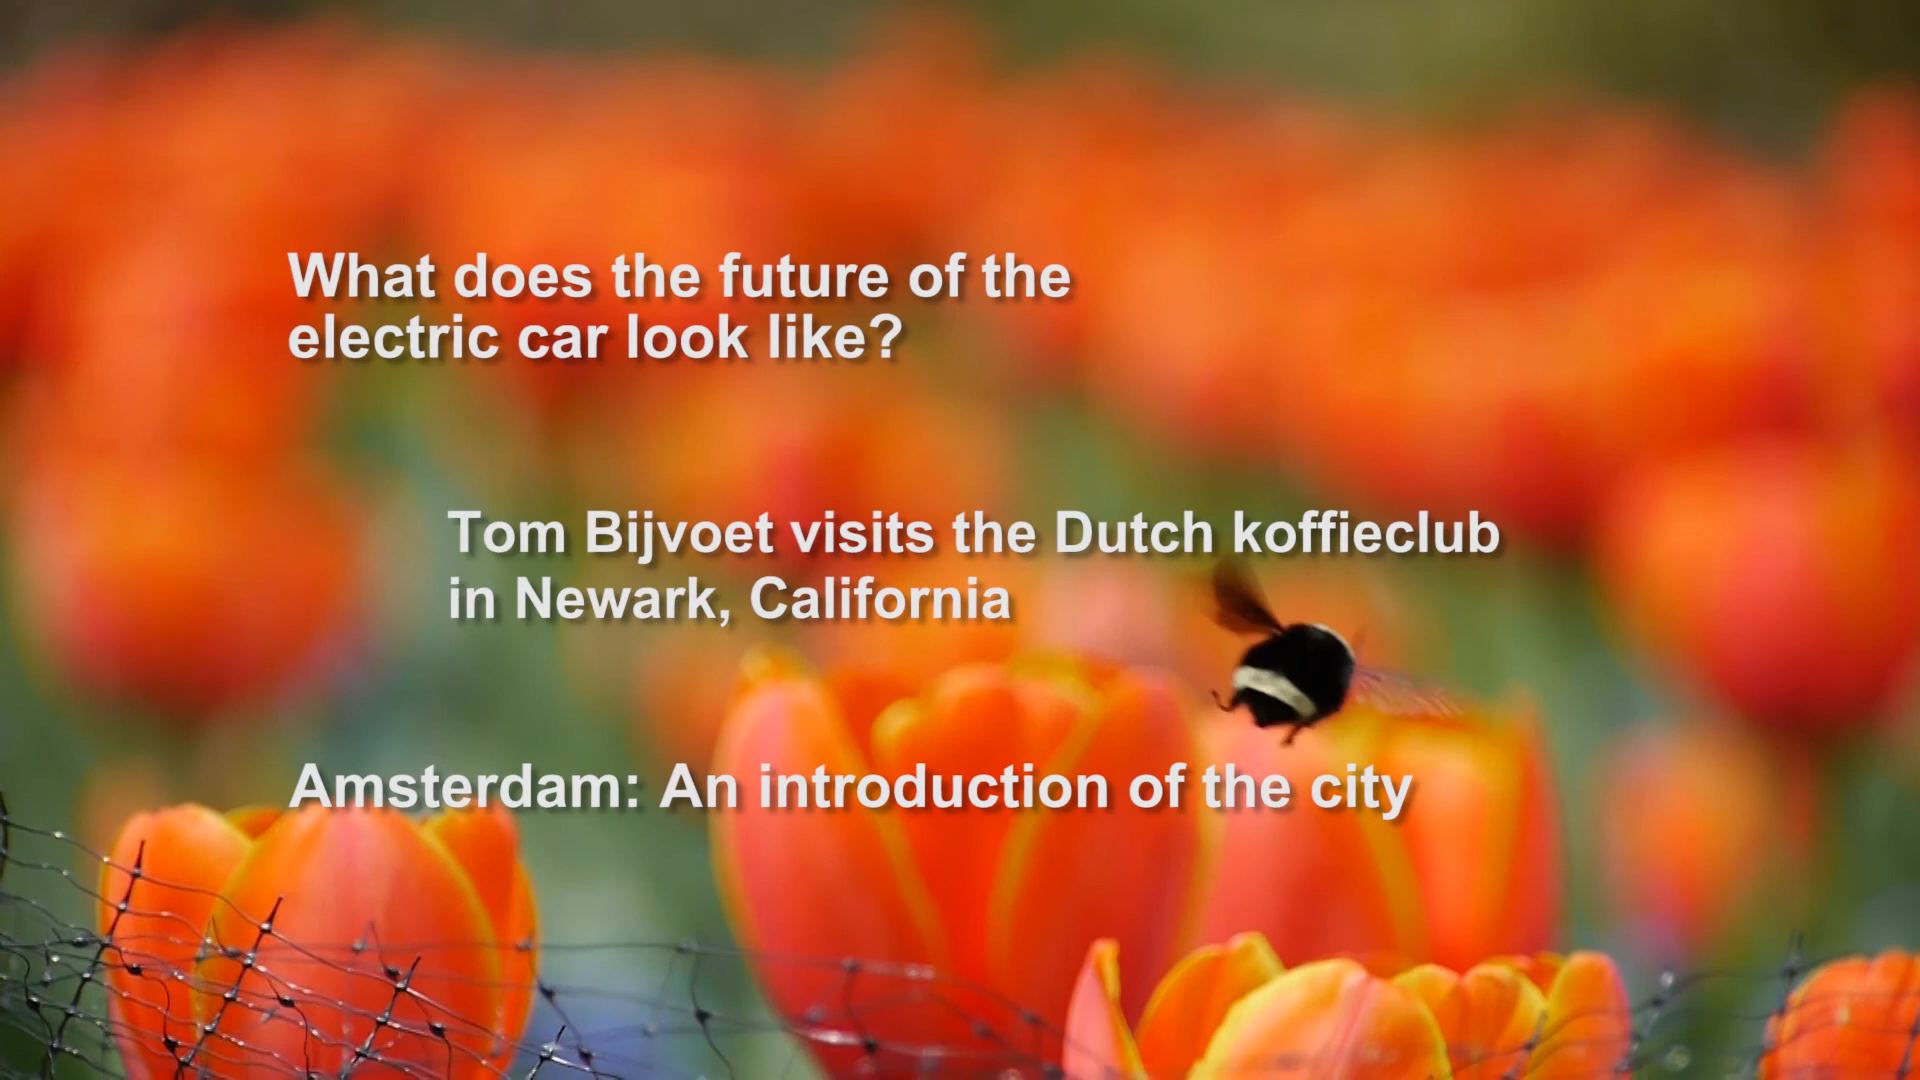 What does the future of the
electric car look like?
Tom Bijvoet visits the Dutch koffieclub
in Newark, California
Amsterdam: An introduction of the city